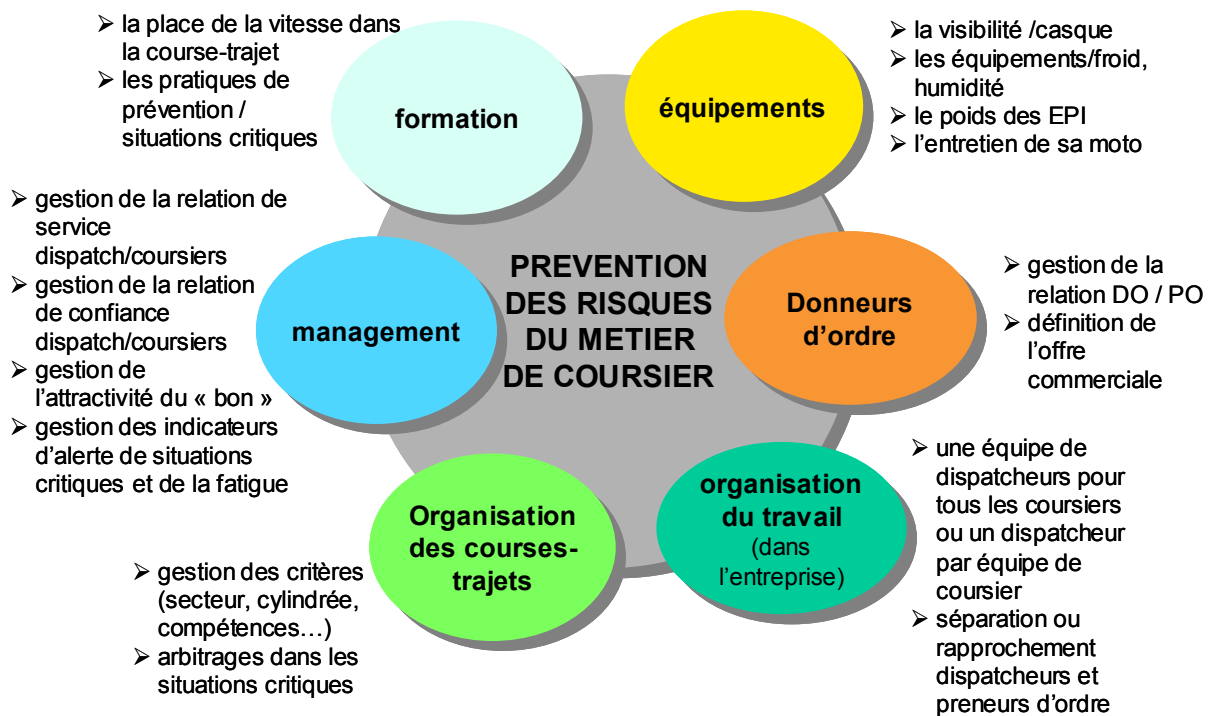 ➢ la place de la vitesse dans
la course-trajet
➢ les pratiques de
prévention /
situations critiques
formation
équipements
➢ la visibilité /casque
➢ les équipements/froid,
humidité
➢ le poids des EPI
➢ l'entretien de sa moto
➢ gestion de la relation de
service
dispatch/coursiers
➢ gestion de la relation
de confiance
dispatch/coursiers
➢ gestion de
l'attractivité du « bon »
➢ gestion des indicateurs
d'alerte de situations
critiques et de la fatigue
management
PREVENTION
DES RISQUES
DU METIER
DE COURSIER
Donneurs
d'ordre
➢ gestion de la
relation DO / PO
➢ définition de
l'offre
commerciale
Organisation
des courses-
trajets
➢ gestion des critères
(secteur, cylindrée,
compétences…)
➢ arbitrages dans les
situations critiques
organisation
du travail
(dans
l'entreprise)
➢ une équipe de
dispatcheurs pour
tous les coursiers
ou un dispatcheur
par équipe de
coursier
➢ séparation ou
rapprochement
dispatcheurs et
preneurs d'ordre